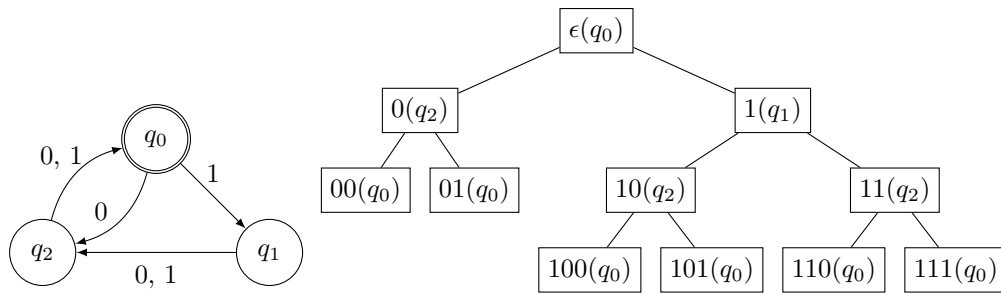 ϵ(q₀)
0(q₂) 1(q₁)
00(q₀) 01(q₀) 10(q₂) 11(q₂)
100(q₀) 101(q₀) 110(q₀) 111(q₀)
q₀
0, 1
1
0
q₂
q₁
0, 1